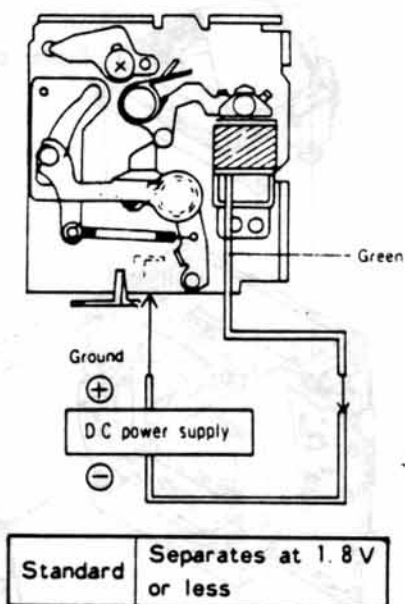 Green
Ground
⊕
DC power supply
⊖
Standard
Separates at 1.8V
or less